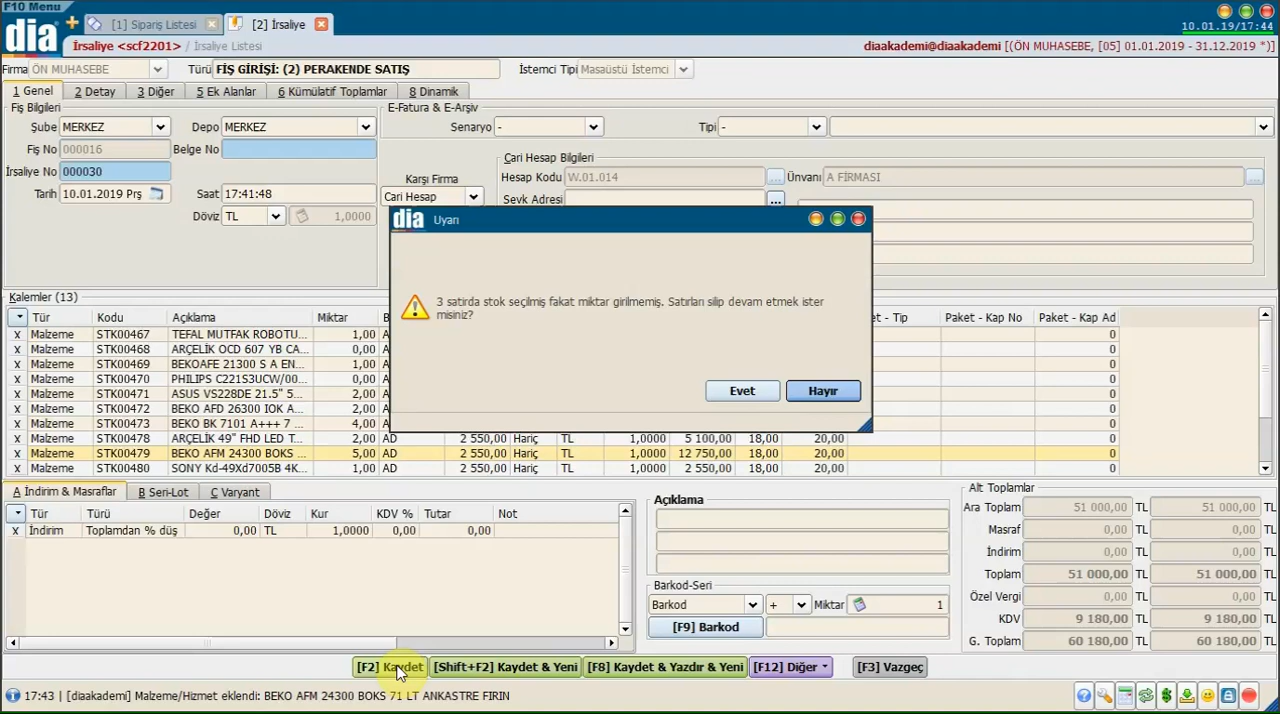 F10 Menu
dia
[1] Sipariş Listesi
[2] İrsaliye
10.01.19/17:44
İrsaliye <scf2201> / İrsaliye Listesi
diaakademi@diaakademi [(ÖN MUHASEBE, [05] 01.01.2019 - 31.12.2019 *)]
Firma ÖN MUHASEBE Türü FİŞ GİRİŞİ: (2) PERAKENDE SATIŞ İstemci Tipi Masaüstü İstemci
1 Genel 2 Detay 3 Diğer 5 Ek Alanlar 6 Kümülatif Toplamlar 8 Dinamik
Fiş Bilgileri E-Fatura & E-Arşiv
Şube MERKEZ Depo MERKEZ Senaryo - Tipi -
Fiş No 000016 Belge No
Çari Hesap Bilgileri
İrsaliye No 000030 Karşı Firma Hesap Kodu W.01.014 Ünvanı A FİRMASI
Tarih 10.01.2019 Prş Saat 17:41:48 Cari Hesap Sevk Adresi
Döviz TL 1,0000
dia Uyarı
3 satırda stok seçilmiş fakat miktar girilmemiş. Satırları silip devam etmek ister
misiniz?
Evet Hayır
Kalemler (13)
Tür Kodu Açıklama Miktar B et - Tip Paket - Kap No Paket - Kap Ad
x Malzeme STK00467 TEFAL MUTFAK ROBOTU... 1,00 A 0
x Malzeme STK00468 ARÇELİK OCD 607 YB CA... 0,00 A 0
x Malzeme STK00469 BEKOAFE 21300 S A EN... 1,00 A 0
x Malzeme STK00470 PHILIPS C221S3UCW/00... 0,00 A 0
x Malzeme STK00471 ASUS VS228DE 21.5" 5... 2,00 A 0
x Malzeme STK00472 BEKO AFD 26300 IOK A... 2,00 A 0
x Malzeme STK00473 BEKO BK 7101 A+++ 7 ... 4,00 A 0
x Malzeme STK00478 ARÇELİK 49" FHD LED T... 2,00 AD 2 550,00 Hariç TL 1,0000 5 100,00 18,00 20,00 0
x Malzeme STK00479 BEKO AFM 24300 BOKS ... 5,00 AD 2 550,00 Hariç TL 1,0000 12 750,00 18,00 20,00 0
x Malzeme STK00480 SONY Kd-49Xd7005B 4K... 1,00 AD 2 550,00 Hariç TL 1,0000 2 550,00 18,00 20,00 0
A İndirim & Masraflar B Seri-Lot C Varyant
Tür Türü Değer Döviz Kur KDV % Tutar Not
x İndirim Toplamdan % düş 0,00 TL 1,0000 0,00 0,00
Açıklama
Barkod-Seri
Barkod + Miktar 1
[F9] Barkod
Alt Toplamlar
Ara Toplam 51 000,00 TL 51 000,00 TL
Masraf 0,00 TL 0,00 TL
İndirim 0,00 TL 0,00 TL
Toplam 51 000,00 TL 51 000,00 TL
Özel Vergi 0,00 TL 0,00 TL
KDV 9 180,00 TL 9 180,00 TL
G. Toplam 60 180,00 TL 60 180,00 TL
[F2] Kaydet [Shift+F2] Kaydet & Yeni [F8] Kaydet & Yazdır & Yeni [F12] Diğer [F3] Vazgeç
17:43 | [diaakademi] Malzeme/Hizmet eklendi: BEKO AFM 24300 BOKS 71 LT ANKASTRE FIRIN